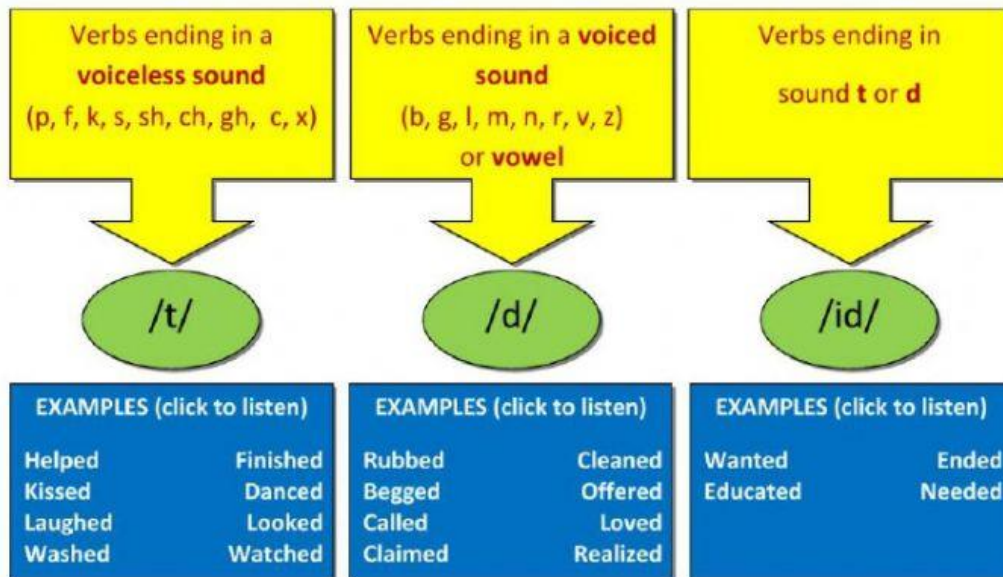 Verbs ending in a
voiceless sound
(p, f, k, s, sh, ch, gh, c, x)
/t/
EXAMPLES (click to listen)
Helped Finished
Kissed Danced
Laughed Looked
Washed Watched
Verbs ending in a voiced
sound
(b, g, l, m, n, r, v, z)
or vowel
/d/
EXAMPLES (click to listen)
Rubbed Cleaned
Begged Offered
Called Loved
Claimed Realized
Verbs ending in
sound t or d
/id/
EXAMPLES (click to listen)
Wanted Ended
Educated Needed